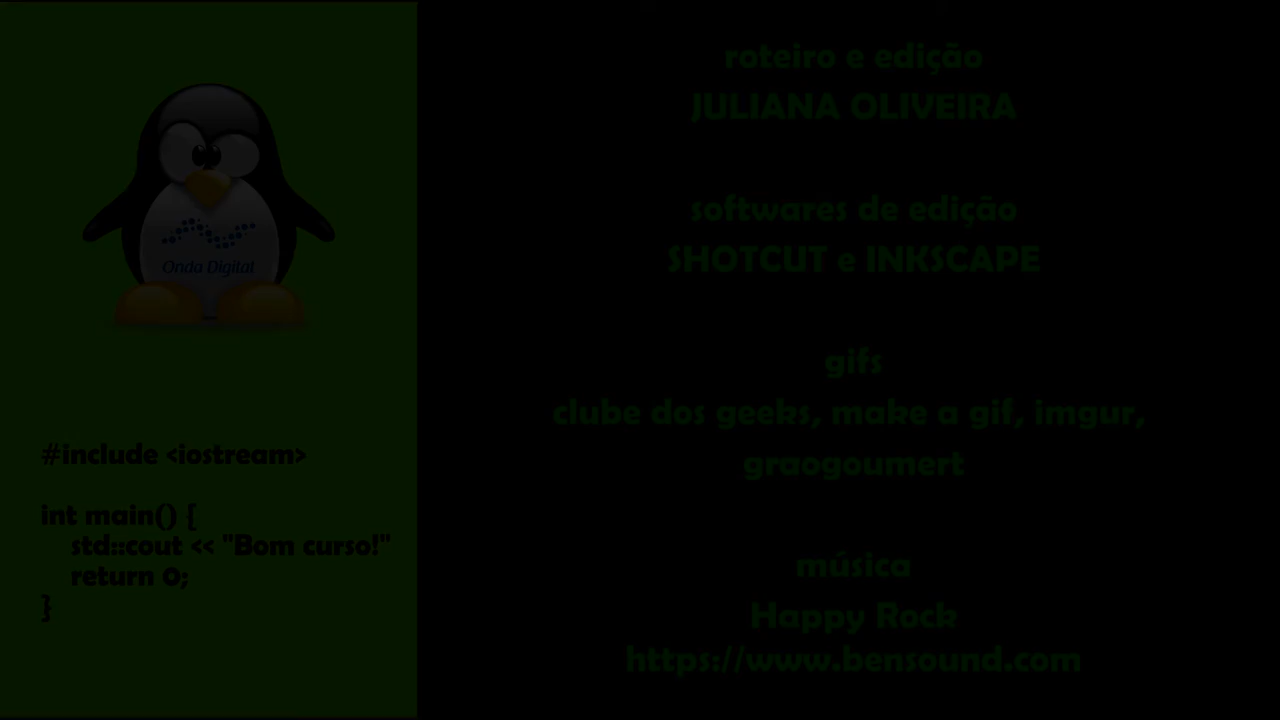 Onda Digital
#include <iostream>
int main() {
std::cout << "Bom curso!"
return 0;
}
roteiro e edição
JULIANA OLIVEIRA
softwares de edição
SHOTCUT e INKSCAPE
gifs
clube dos geeks, make a gif, imgur,
graogoumert
música
Happy Rock
https://www.bensound.com